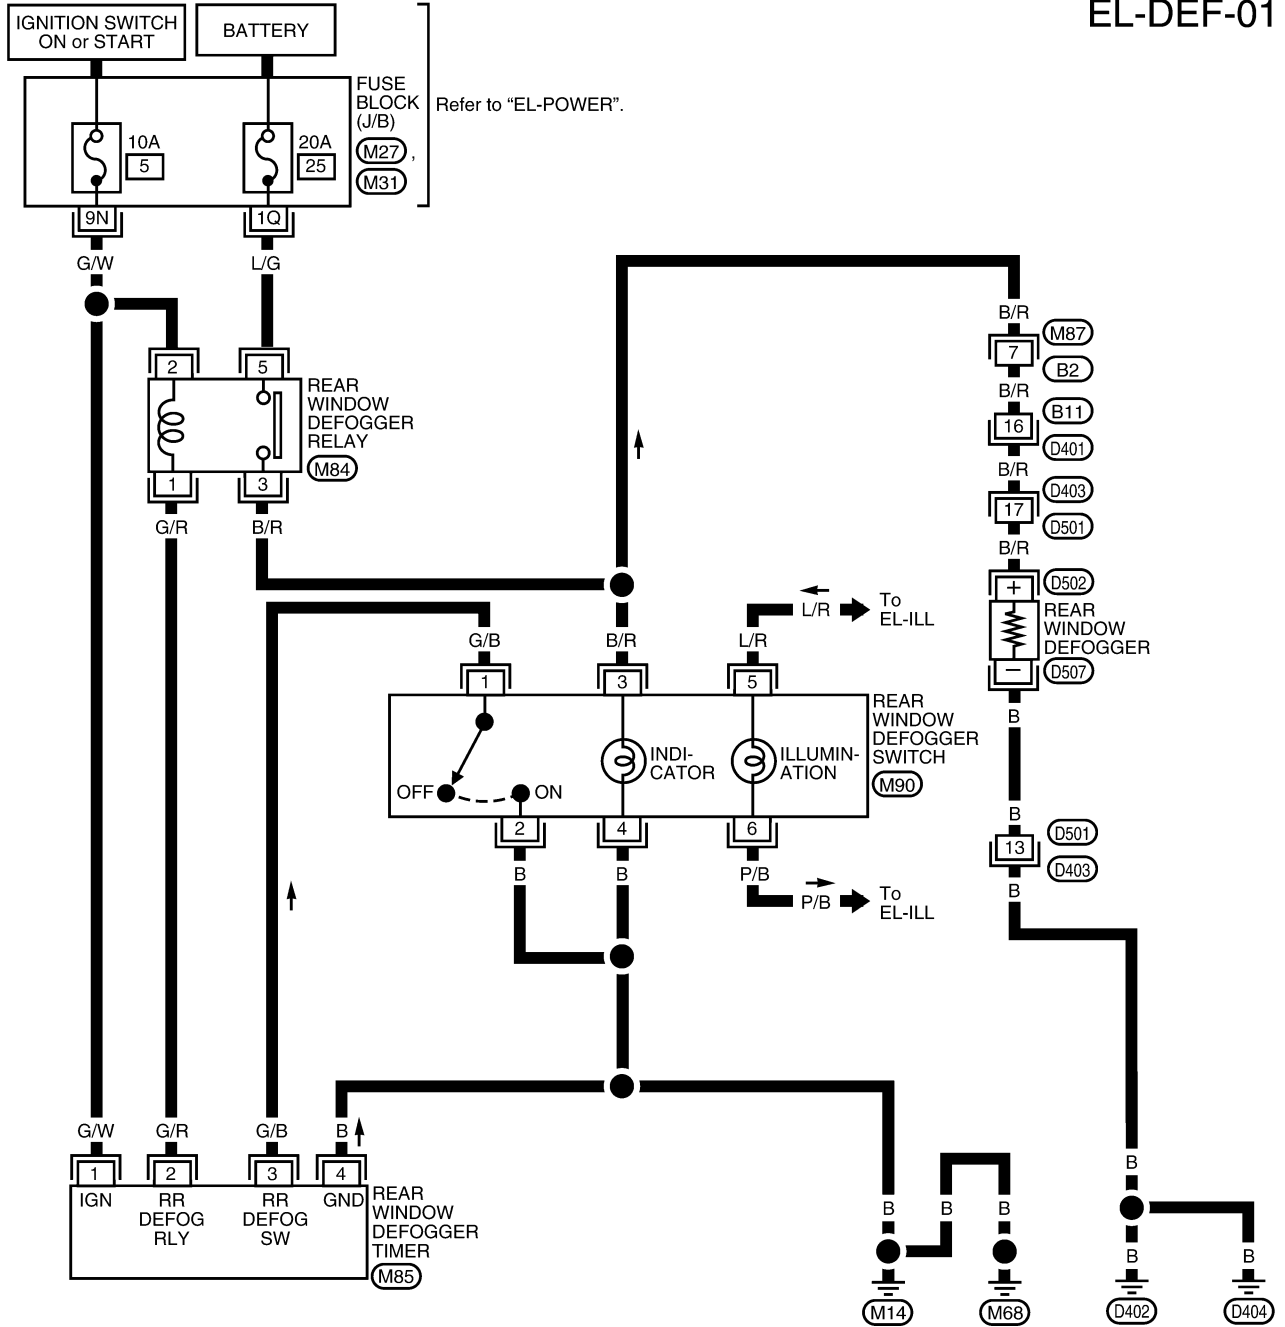 EL-DEF-01
IGNITION SWITCH
ON or START
BATTERY
FUSE
BLOCK
(J/B)
M27 ,
M31
Refer to “EL-POWER”.
10A
5
20A
25
9N
1Q
G/W
L/G
2
5
REAR
WINDOW
DEFOGGER
RELAY
M84
1
3
G/R
B/R
B/R
7
M87
B2
B/R
16
B11
D401
B/R
17
D403
D501
B/R
+
D502
REAR
WINDOW
DEFOGGER
−
D507
B
B
13
D501
D403
B
L/R
To
EL-ILL
G/B
B/R
L/R
1
3
5
REAR
WINDOW
DEFOGGER
SWITCH
M90
INDI-
CATOR
ILLUMIN-
ATION
OFF
ON
2
4
6
B
B
P/B
P/B
To
EL-ILL
G/W
G/R
G/B
B
1
2
3
4
IGN
RR
DEFOG
RLY
RR
DEFOG
SW
GND
REAR
WINDOW
DEFOGGER
TIMER
M85
B
B
B
M14
M68
B
B
B
D402
D404